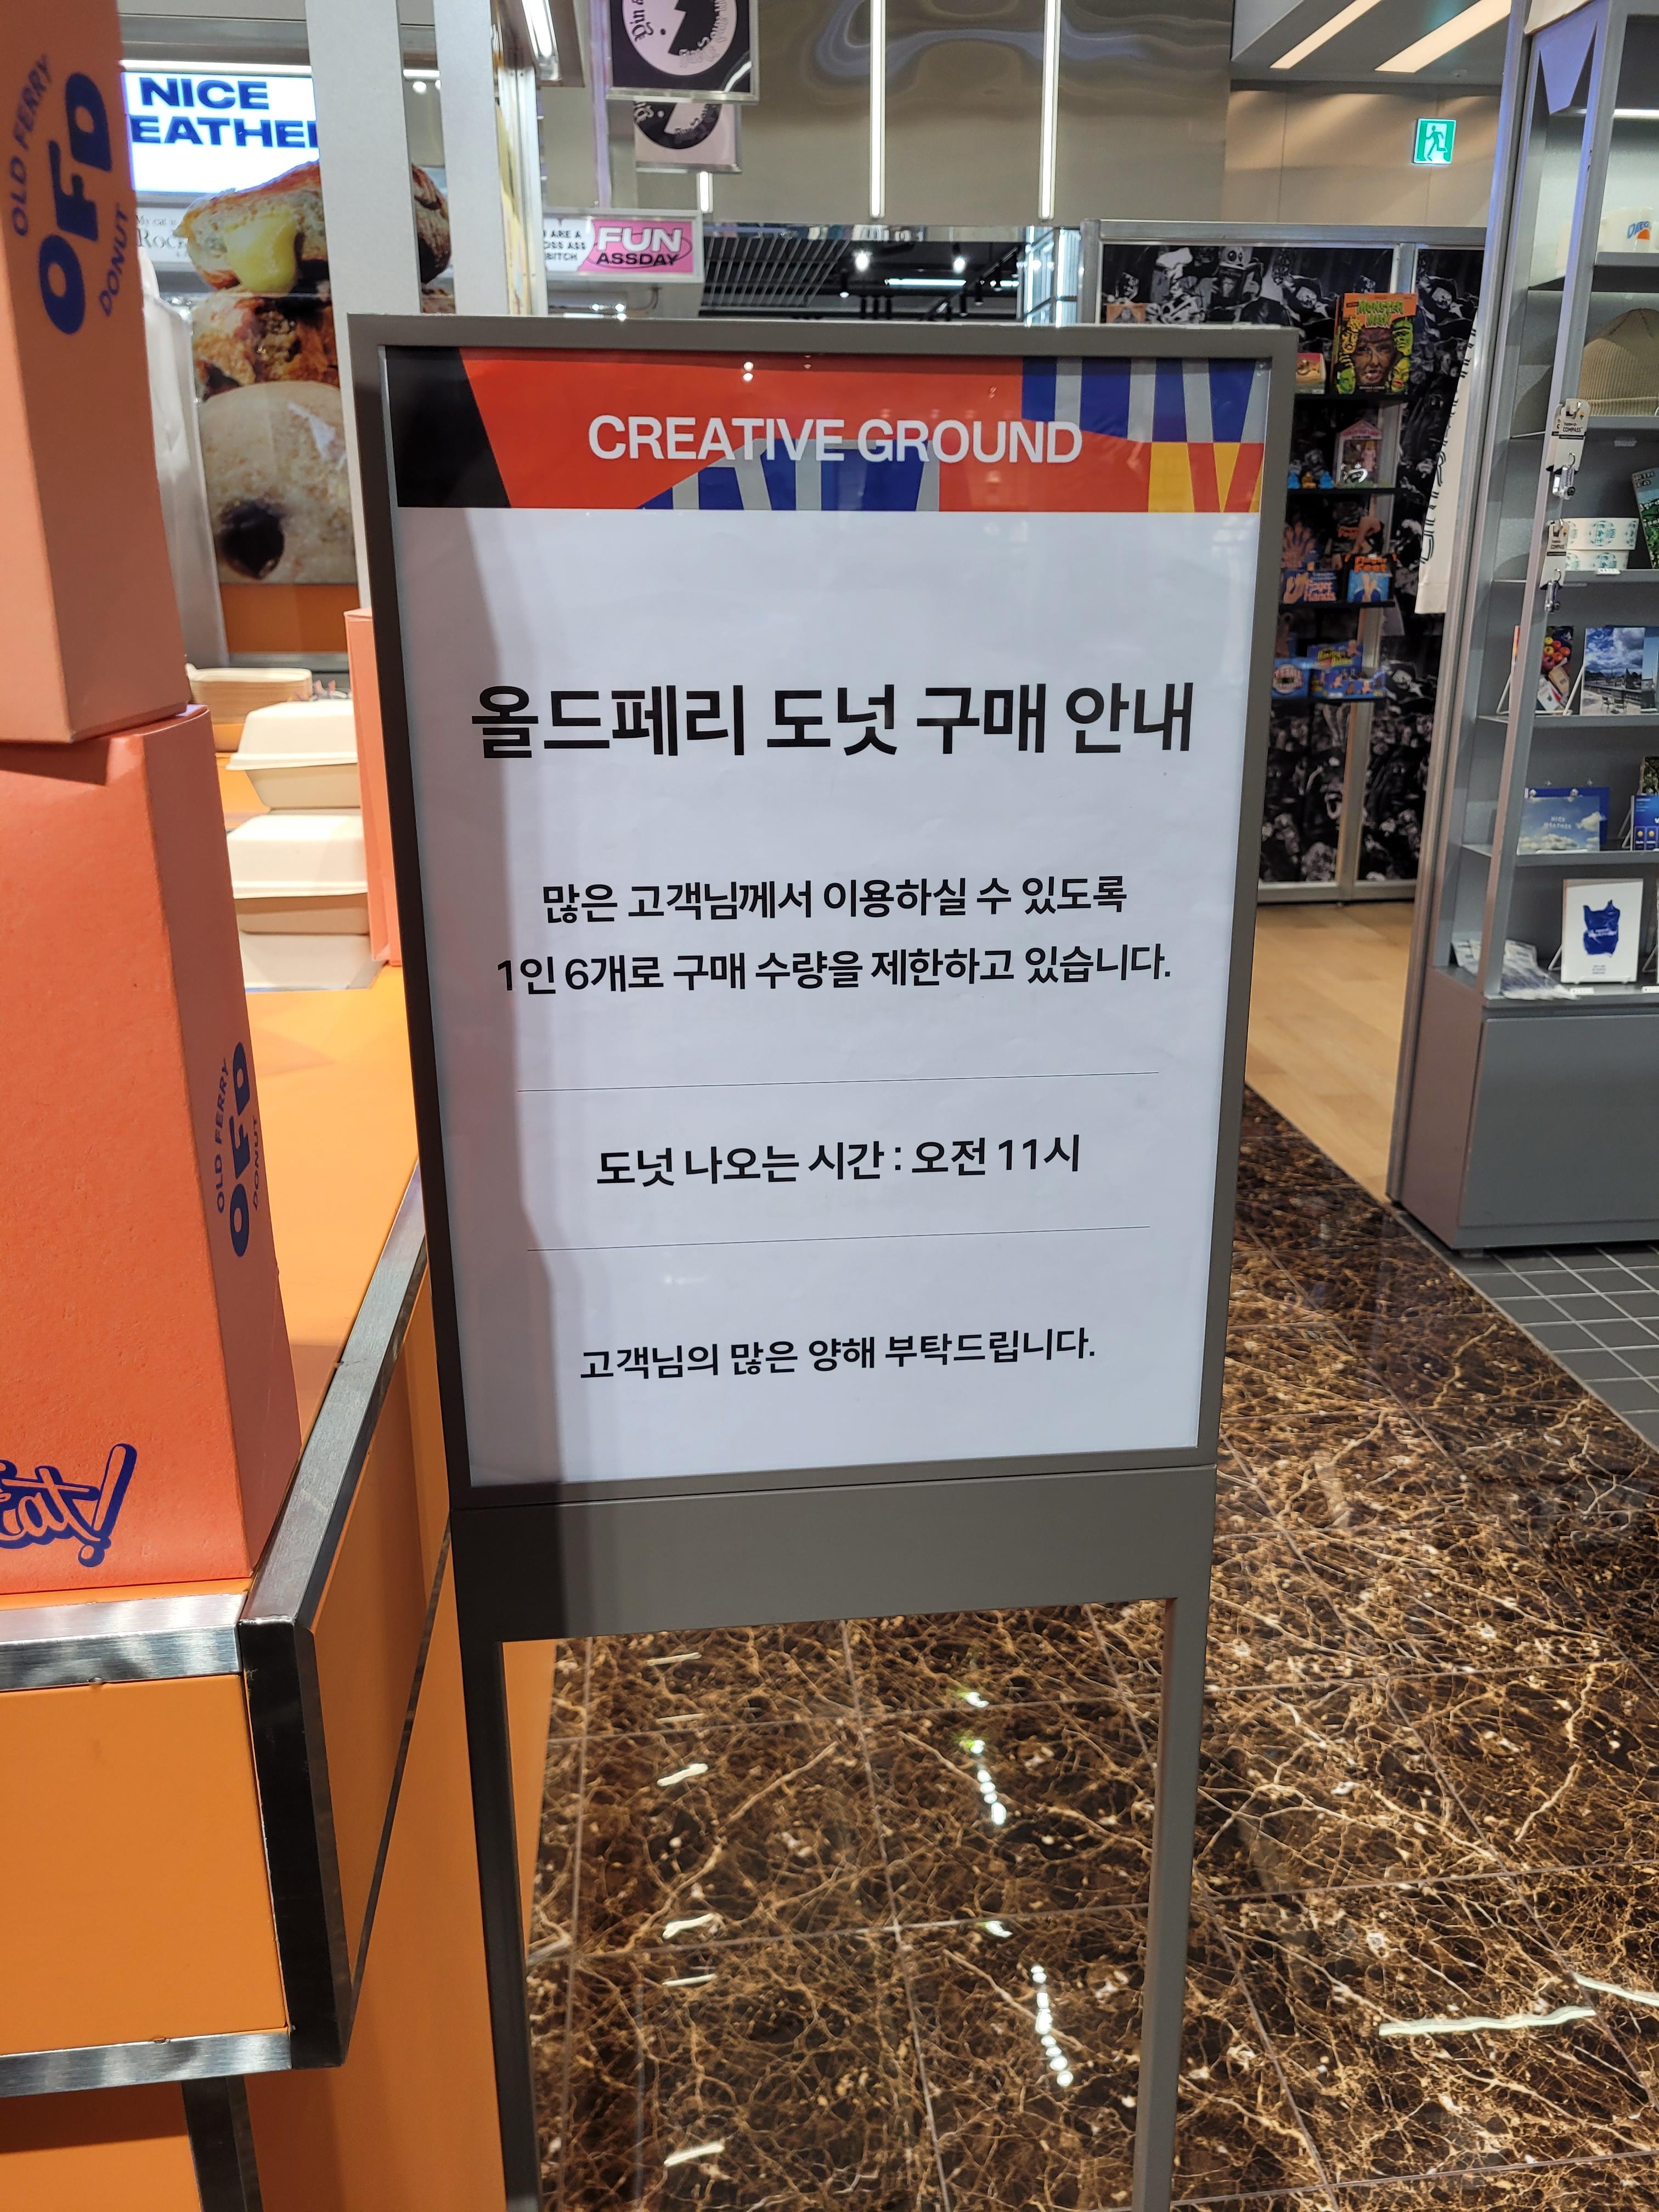 OLD FERRY
OFD
DONUT
NICE
FUN
ASSDAY
CREATIVE GROUND
올드페리 도넛 구매 안내
많은 고객님께서 이용하실 수 있도록
1인 6개로 구매 수량을 제한하고 있습니다.
도넛 나오는 시간 : 오전 11시
고객님의 많은 양해 부탁드립니다.
OLD FERRY
OFD
DONUT